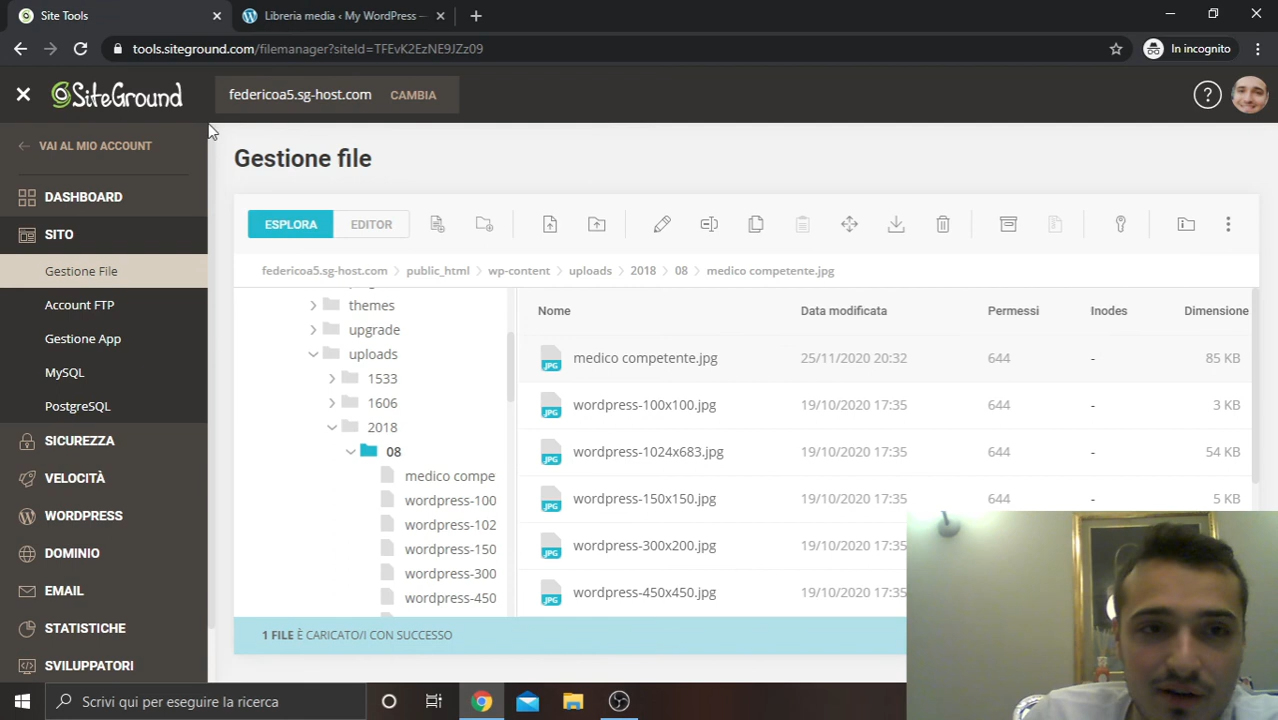 Site Tools
Libreria media ‹ My WordPress —
tools.siteground.com/filemanager?siteId=TFEvK2EzNE9JZz09
In incognito
SiteGround
federicoa5.sg-host.com CAMBIA
VAI AL MIO ACCOUNT
DASHBOARD
SITO
Gestione File
Account FTP
Gestione App
MySQL
PostgreSQL
SICUREZZA
VELOCITÀ
WORDPRESS
DOMINIO
EMAIL
STATISTICHE
SVILUPPATORI
Gestione file
ESPLORA EDITOR
federicoa5.sg-host.com > public_html > wp-content > uploads > 2018 > 08 > medico competente.jpg
themes
upgrade
uploads
1533
1606
2018
08
medico compe
wordpress-100
wordpress-102
wordpress-150
wordpress-300
wordpress-450
Nome Data modificata Permessi Inodes Dimensione
medico competente.jpg 25/11/2020 20:32 644 - 85 KB
wordpress-100x100.jpg 19/10/2020 17:35 644 - 3 KB
wordpress-1024x683.jpg 19/10/2020 17:35 644 - 54 KB
wordpress-150x150.jpg 19/10/2020 17:35 644 - 5 KB
wordpress-300x200.jpg 19/10/2020 17:35
wordpress-450x450.jpg 19/10/2020 17:35
1 FILE È CARICATO/I CON SUCCESSO
Scrivi qui per eseguire la ricerca